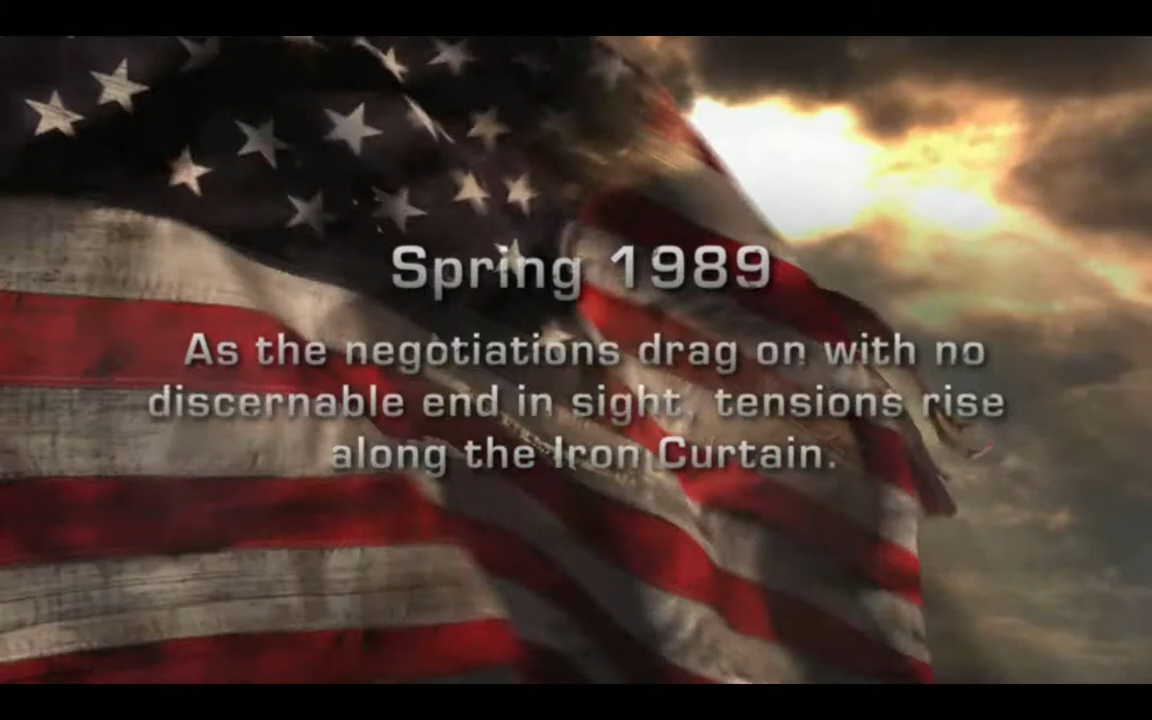 Spring 1989
As the negotiations drag on with no
discernable end in sight, tensions rise
along the Iron Curtain.